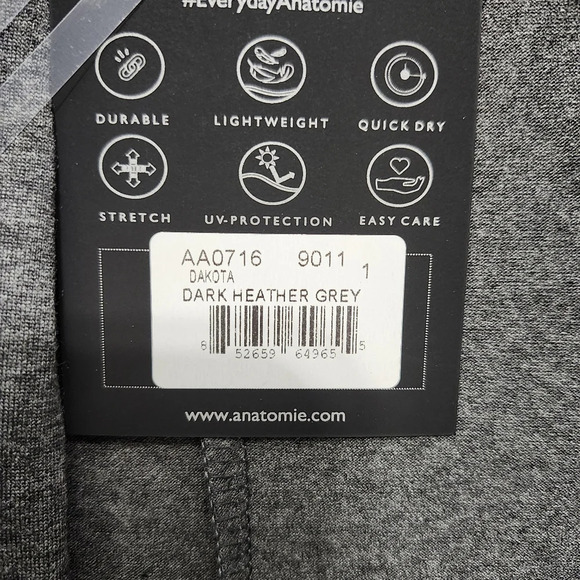 #EverydayAnatomie
DURABLE LIGHTWEIGHT QUICK DRY
STRETCH UV-PROTECTION EASY CARE
AA0716 9011 1
DAKOTA
DARK HEATHER GREY
8 52659 64965 5
www.anatomie.com